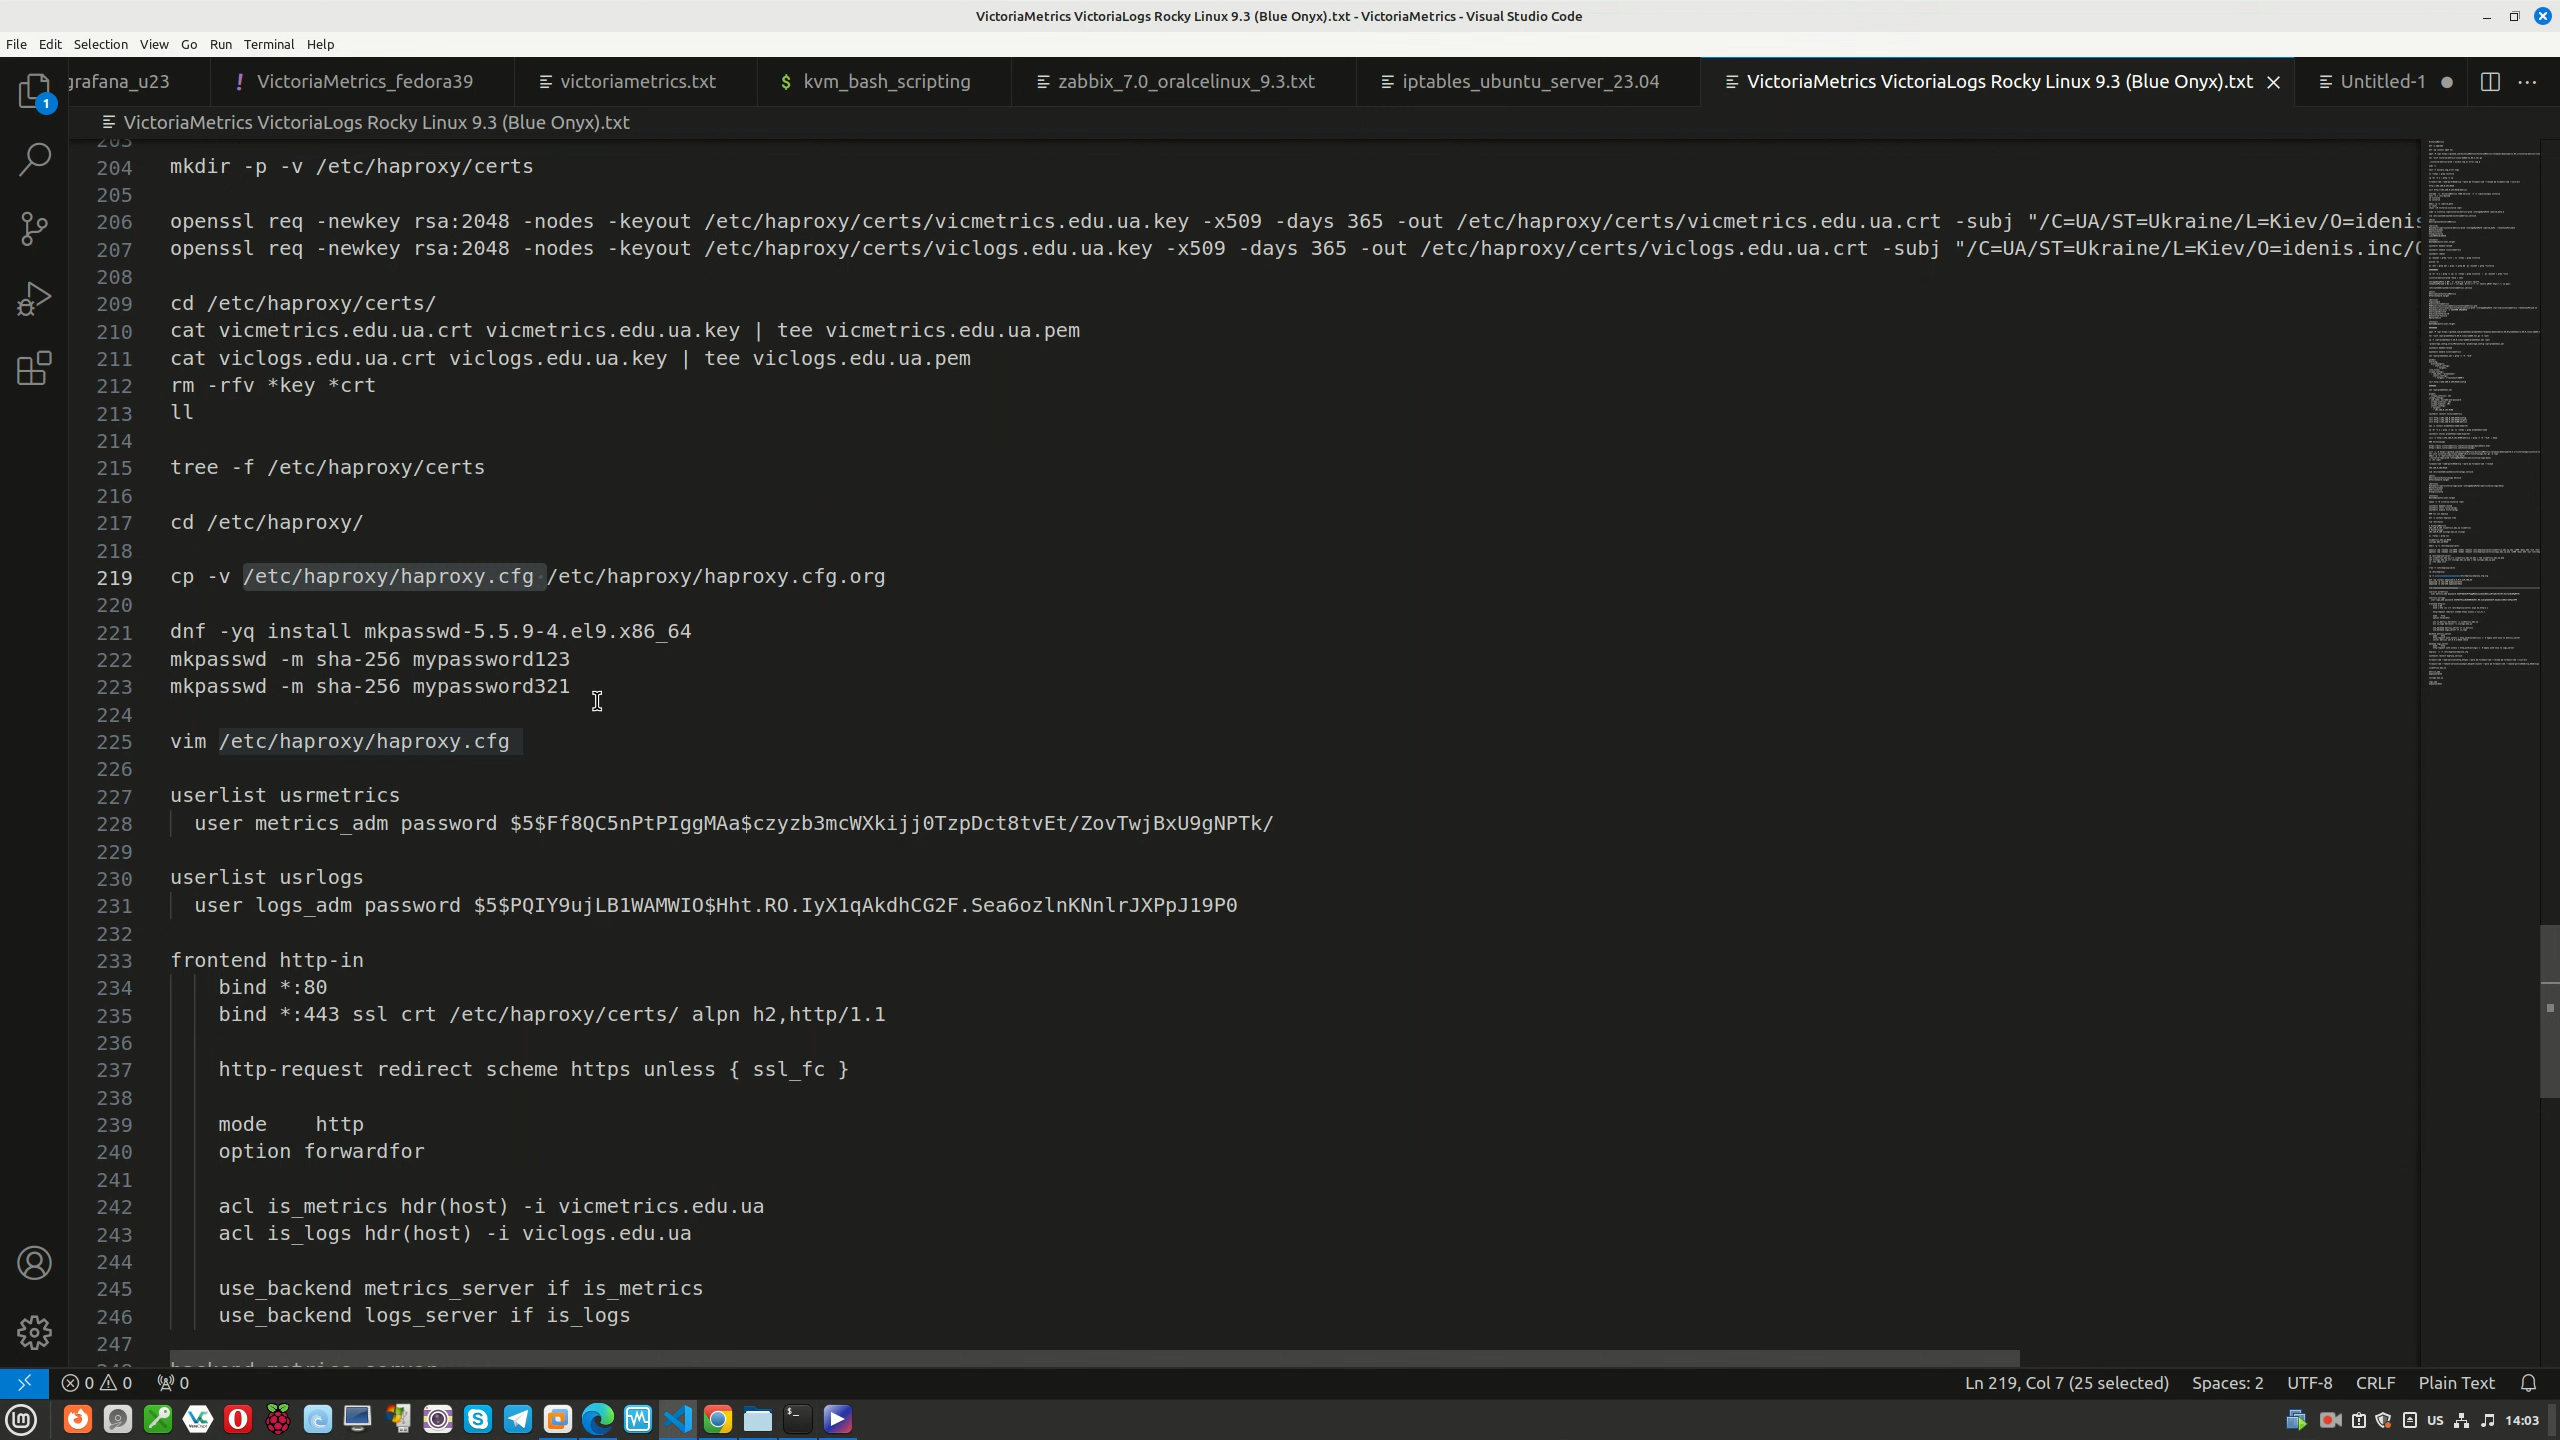 VictoriaMetrics VictoriaLogs Rocky Linux 9.3 (Blue Onyx).txt - VictoriaMetrics - Visual Studio Code
File Edit Selection View Go Run Terminal Help
grafana_u23 ! VictoriaMetrics_fedora39 victoriametrics.txt $ kvm_bash_scripting zabbix_7.0_oralcelinux_9.3.txt iptables_ubuntu_server_23.04 VictoriaMetrics VictoriaLogs Rocky Linux 9.3 (Blue Onyx).txt Untitled-1
1
VictoriaMetrics VictoriaLogs Rocky Linux 9.3 (Blue Onyx).txt
203
204 mkdir -p -v /etc/haproxy/certs
205
206 openssl req -newkey rsa:2048 -nodes -keyout /etc/haproxy/certs/vicmetrics.edu.ua.key -x509 -days 365 -out /etc/haproxy/certs/vicmetrics.edu.ua.crt -subj "/C=UA/ST=Ukraine/L=Kiev/O=idenis
207 openssl req -newkey rsa:2048 -nodes -keyout /etc/haproxy/certs/viclogs.edu.ua.key -x509 -days 365 -out /etc/haproxy/certs/viclogs.edu.ua.crt -subj "/C=UA/ST=Ukraine/L=Kiev/O=idenis.inc/
208
209 cd /etc/haproxy/certs/
210 cat vicmetrics.edu.ua.crt vicmetrics.edu.ua.key | tee vicmetrics.edu.ua.pem
211 cat viclogs.edu.ua.crt viclogs.edu.ua.key | tee viclogs.edu.ua.pem
212 rm -rfv *key *crt
213 ll
214
215 tree -f /etc/haproxy/certs
216
217 cd /etc/haproxy/
218
219 cp -v /etc/haproxy/haproxy.cfg /etc/haproxy/haproxy.cfg.org
220
221 dnf -yq install mkpasswd-5.5.9-4.el9.x86_64
222 mkpasswd -m sha-256 mypassword123
223 mkpasswd -m sha-256 mypassword321
224
225 vim /etc/haproxy/haproxy.cfg
226
227 userlist usrmetrics
228 user metrics_adm password $5$Ff8QC5nPtPIggMAa$czyzb3mcWXkijj0TzpDct8tvEt/ZovTwjBxU9gNPTk/
229
230 userlist usrlogs
231 user logs_adm password $5$PQIY9ujLB1WAMWIO$Hht.RO.IyX1qAkdhCG2F.Sea6ozlnKNnlrJXPpJ19P0
232
233 frontend http-in
234 bind *:80
235 bind *:443 ssl crt /etc/haproxy/certs/ alpn h2,http/1.1
236
237 http-request redirect scheme https unless { ssl_fc }
238
239 mode    http
240 option forwardfor
241
242 acl is_metrics hdr(host) -i vicmetrics.edu.ua
243 acl is_logs hdr(host) -i viclogs.edu.ua
244
245 use_backend metrics_server if is_metrics
246 use_backend logs_server if is_logs
247
0 0 0 Ln 219, Col 7 (25 selected) Spaces: 2 UTF-8 CRLF Plain Text
US 14:03